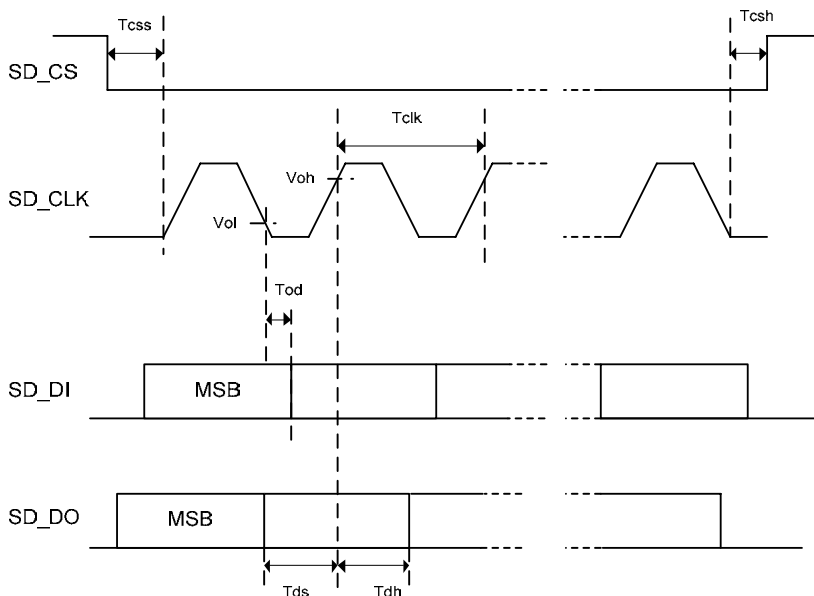 Tcss
Tcsh
SD_CS
Tclk
Voh
SD_CLK
Vol
Tod
SD_DI
MSB
SD_DO
MSB
Tds
Tdh